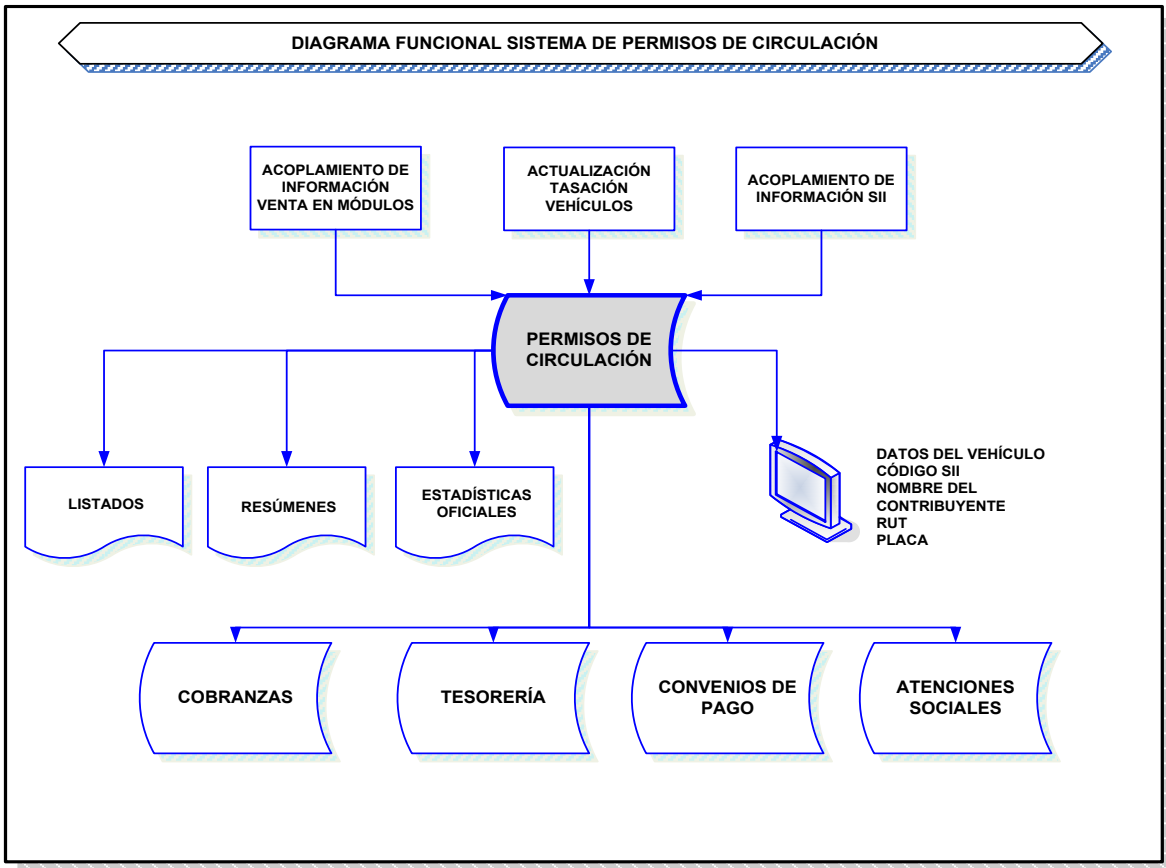 DIAGRAMA FUNCIONAL SISTEMA DE PERMISOS DE CIRCULACIÓN
ACOPLAMIENTO DE
INFORMACIÓN
VENTA EN MÓDULOS
ACTUALIZACIÓN
TASACIÓN
VEHÍCULOS
ACOPLAMIENTO DE
INFORMACIÓN SII
PERMISOS DE
CIRCULACIÓN
LISTADOS
RESÚMENES
ESTADÍSTICAS
OFICIALES
DATOS DEL VEHÍCULO
CÓDIGO SII
NOMBRE DEL
CONTRIBUYENTE
RUT
PLACA
COBRANZAS
TESORERÍA
CONVENIOS DE
PAGO
ATENCIONES
SOCIALES